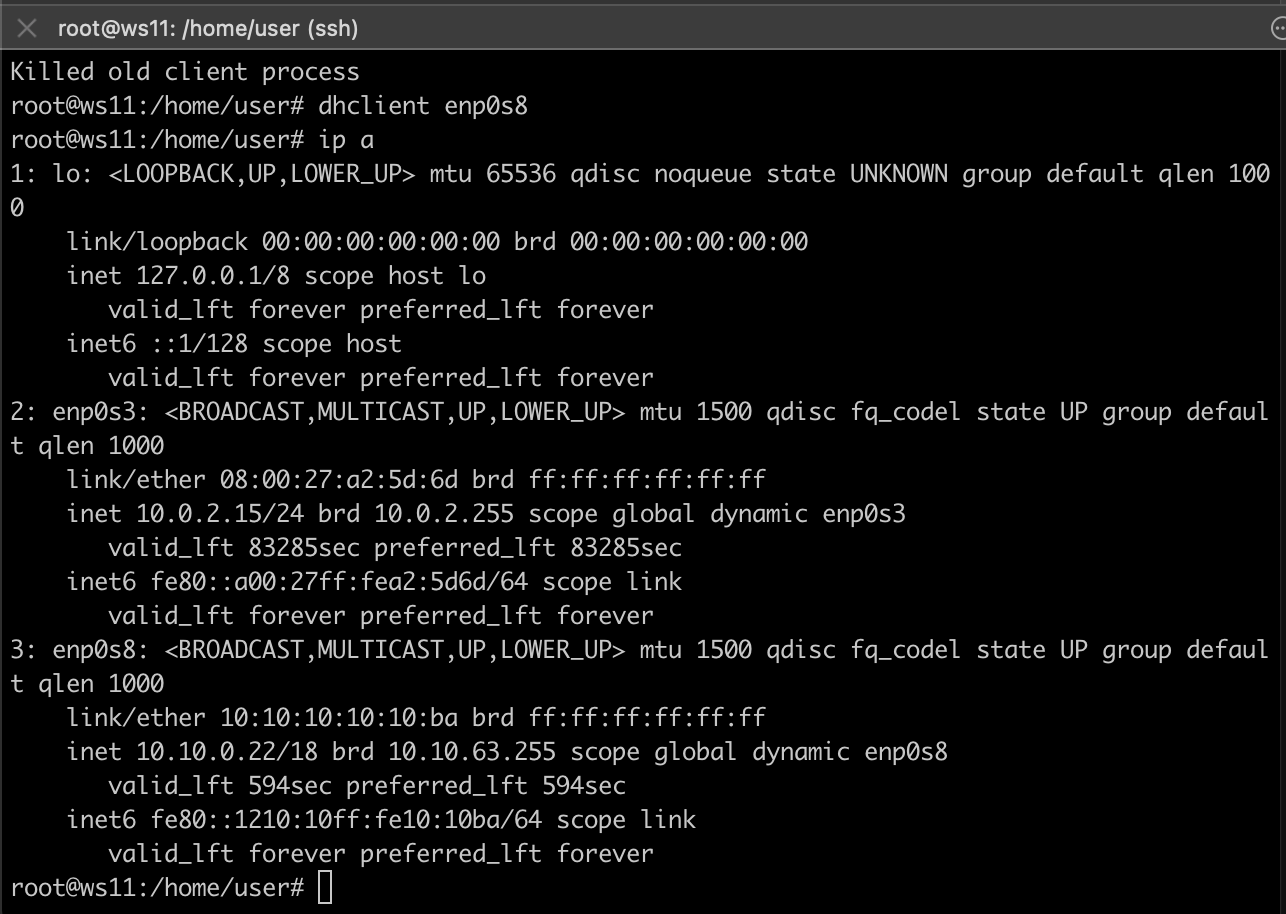 root@ws11: /home/user (ssh)
Killed old client process
root@ws11:/home/user# dhclient enp0s8
root@ws11:/home/user# ip a
1: lo: <LOOPBACK,UP,LOWER_UP> mtu 65536 qdisc noqueue state UNKNOWN group default qlen 100
0
    link/loopback 00:00:00:00:00:00 brd 00:00:00:00:00:00
    inet 127.0.0.1/8 scope host lo
       valid_lft forever preferred_lft forever
    inet6 ::1/128 scope host
       valid_lft forever preferred_lft forever
2: enp0s3: <BROADCAST,MULTICAST,UP,LOWER_UP> mtu 1500 qdisc fq_codel state UP group defaul
t qlen 1000
    link/ether 08:00:27:a2:5d:6d brd ff:ff:ff:ff:ff:ff
    inet 10.0.2.15/24 brd 10.0.2.255 scope global dynamic enp0s3
       valid_lft 83285sec preferred_lft 83285sec
    inet6 fe80::a00:27ff:fea2:5d6d/64 scope link
       valid_lft forever preferred_lft forever
3: enp0s8: <BROADCAST,MULTICAST,UP,LOWER_UP> mtu 1500 qdisc fq_codel state UP group defaul
t qlen 1000
    link/ether 10:10:10:10:10:ba brd ff:ff:ff:ff:ff:ff
    inet 10.10.0.22/18 brd 10.10.63.255 scope global dynamic enp0s8
       valid_lft 594sec preferred_lft 594sec
    inet6 fe80::1210:10ff:fe10:10ba/64 scope link
       valid_lft forever preferred_lft forever
root@ws11:/home/user#